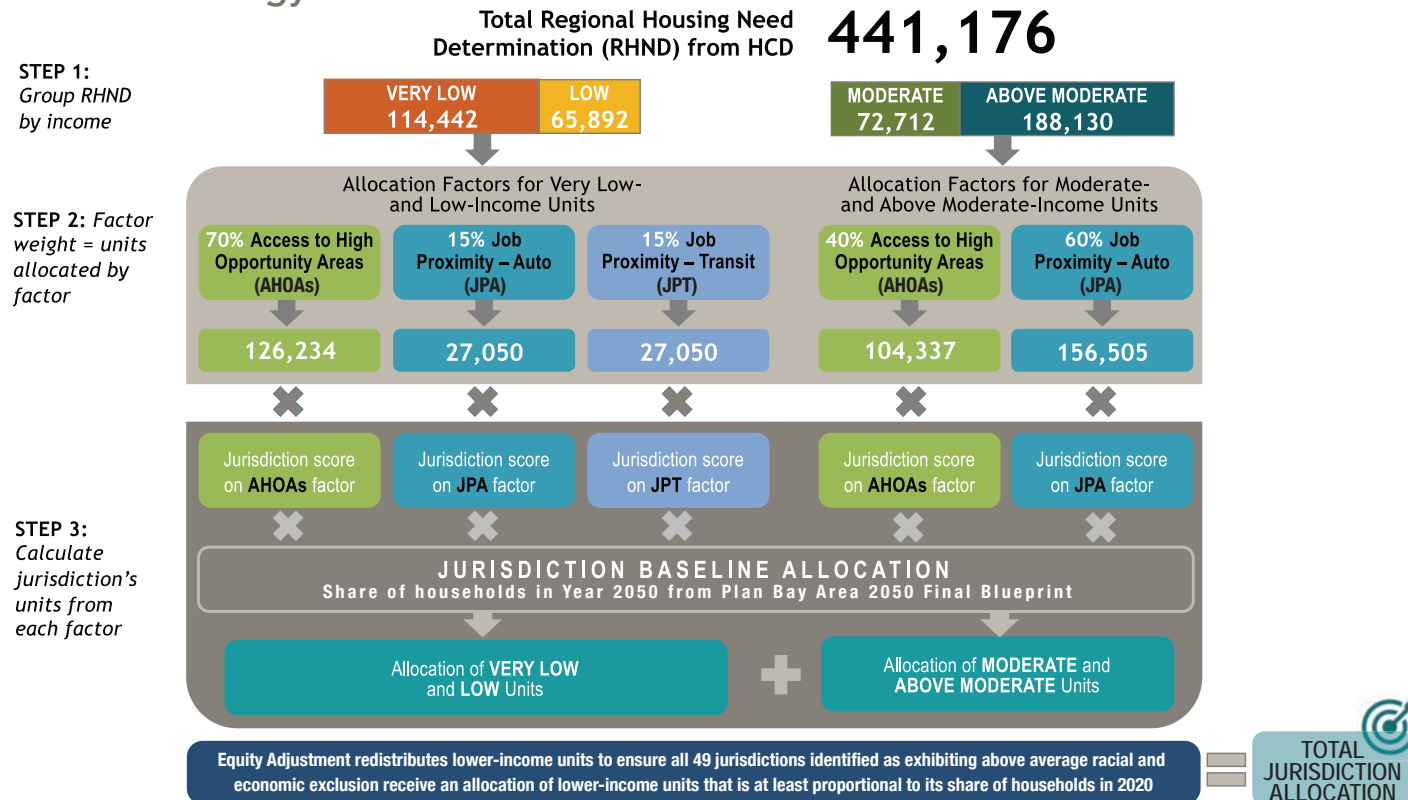 Total Regional Housing Need
Determination (RHND) from HCD
441,176
STEP 1:
Group RHND
by income
VERY LOW
114,442
LOW
65,892
MODERATE
72,712
ABOVE MODERATE
188,130
STEP 2: Factor
weight = units
allocated by
factor
Allocation Factors for Very Low-
and Low-Income Units
Allocation Factors for Moderate-
and Above Moderate-Income Units
70% Access to High
Opportunity Areas
(AHOAs)
15% Job
Proximity – Auto
(JPA)
15% Job
Proximity – Transit
(JPT)
40% Access to High
Opportunity Areas
(AHOAs)
60% Job
Proximity – Auto
(JPA)
126,234
27,050
27,050
104,337
156,505
STEP 3:
Calculate
jurisdiction's
units from
each factor
Jurisdiction score
on AHOAs factor
Jurisdiction score
on JPA factor
Jurisdiction score
on JPT factor
Jurisdiction score
on AHOAs factor
Jurisdiction score
on JPA factor
JURISDICTION BASELINE ALLOCATION
Share of households in Year 2050 from Plan Bay Area 2050 Final Blueprint
Allocation of VERY LOW
and LOW Units
Allocation of MODERATE and
ABOVE MODERATE Units
Equity Adjustment redistributes lower-income units to ensure all 49 jurisdictions identified as exhibiting above average racial and
economic exclusion receive an allocation of lower-income units that is at least proportional to its share of households in 2020
TOTAL
JURISDICTION
ALLOCATION